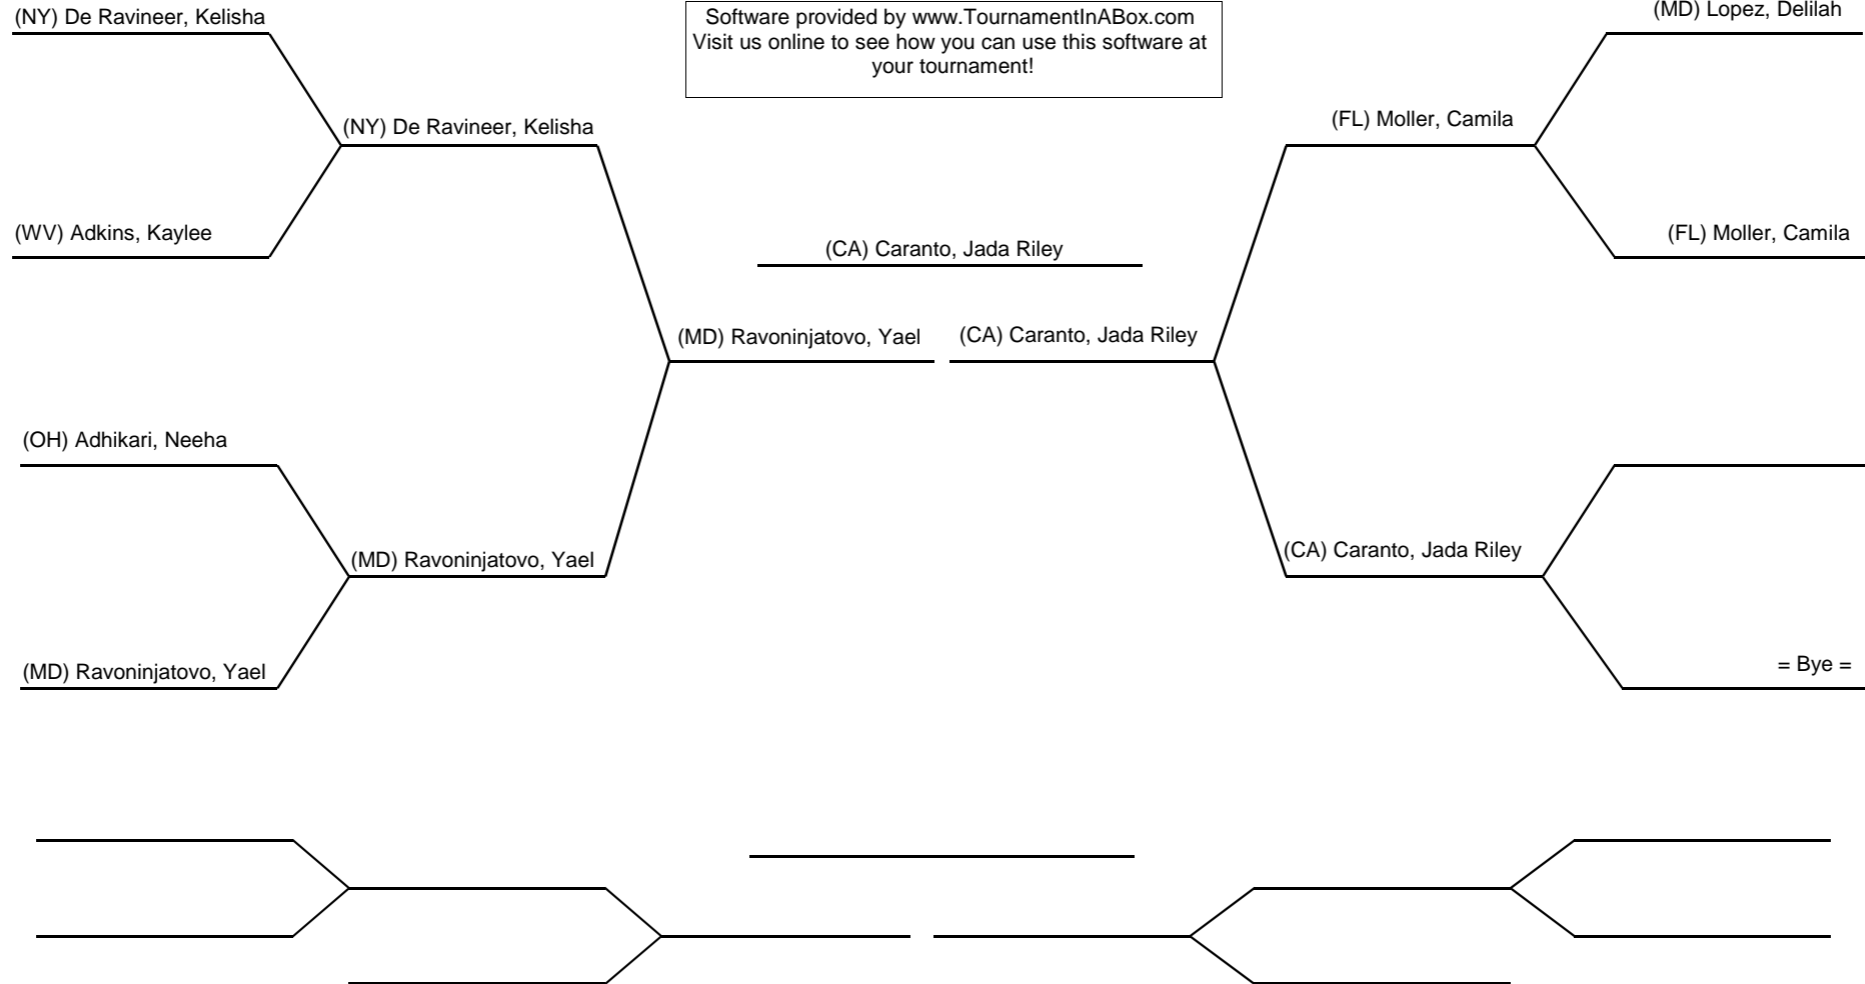 (NY) De Ravineer, Kelisha
Software provided by www.TournamentInABox.com
Visit us online to see how you can use this software at
your tournament!
(MD) Lopez, Delilah
(NY) De Ravineer, Kelisha
(FL) Moller, Camila
(WV) Adkins, Kaylee
(CA) Caranto, Jada Riley
(FL) Moller, Camila
(MD) Ravoninjatovo, Yael
(CA) Caranto, Jada Riley
(OH) Adhikari, Neeha
(MD) Ravoninjatovo, Yael
(CA) Caranto, Jada Riley
(MD) Ravoninjatovo, Yael
= Bye =